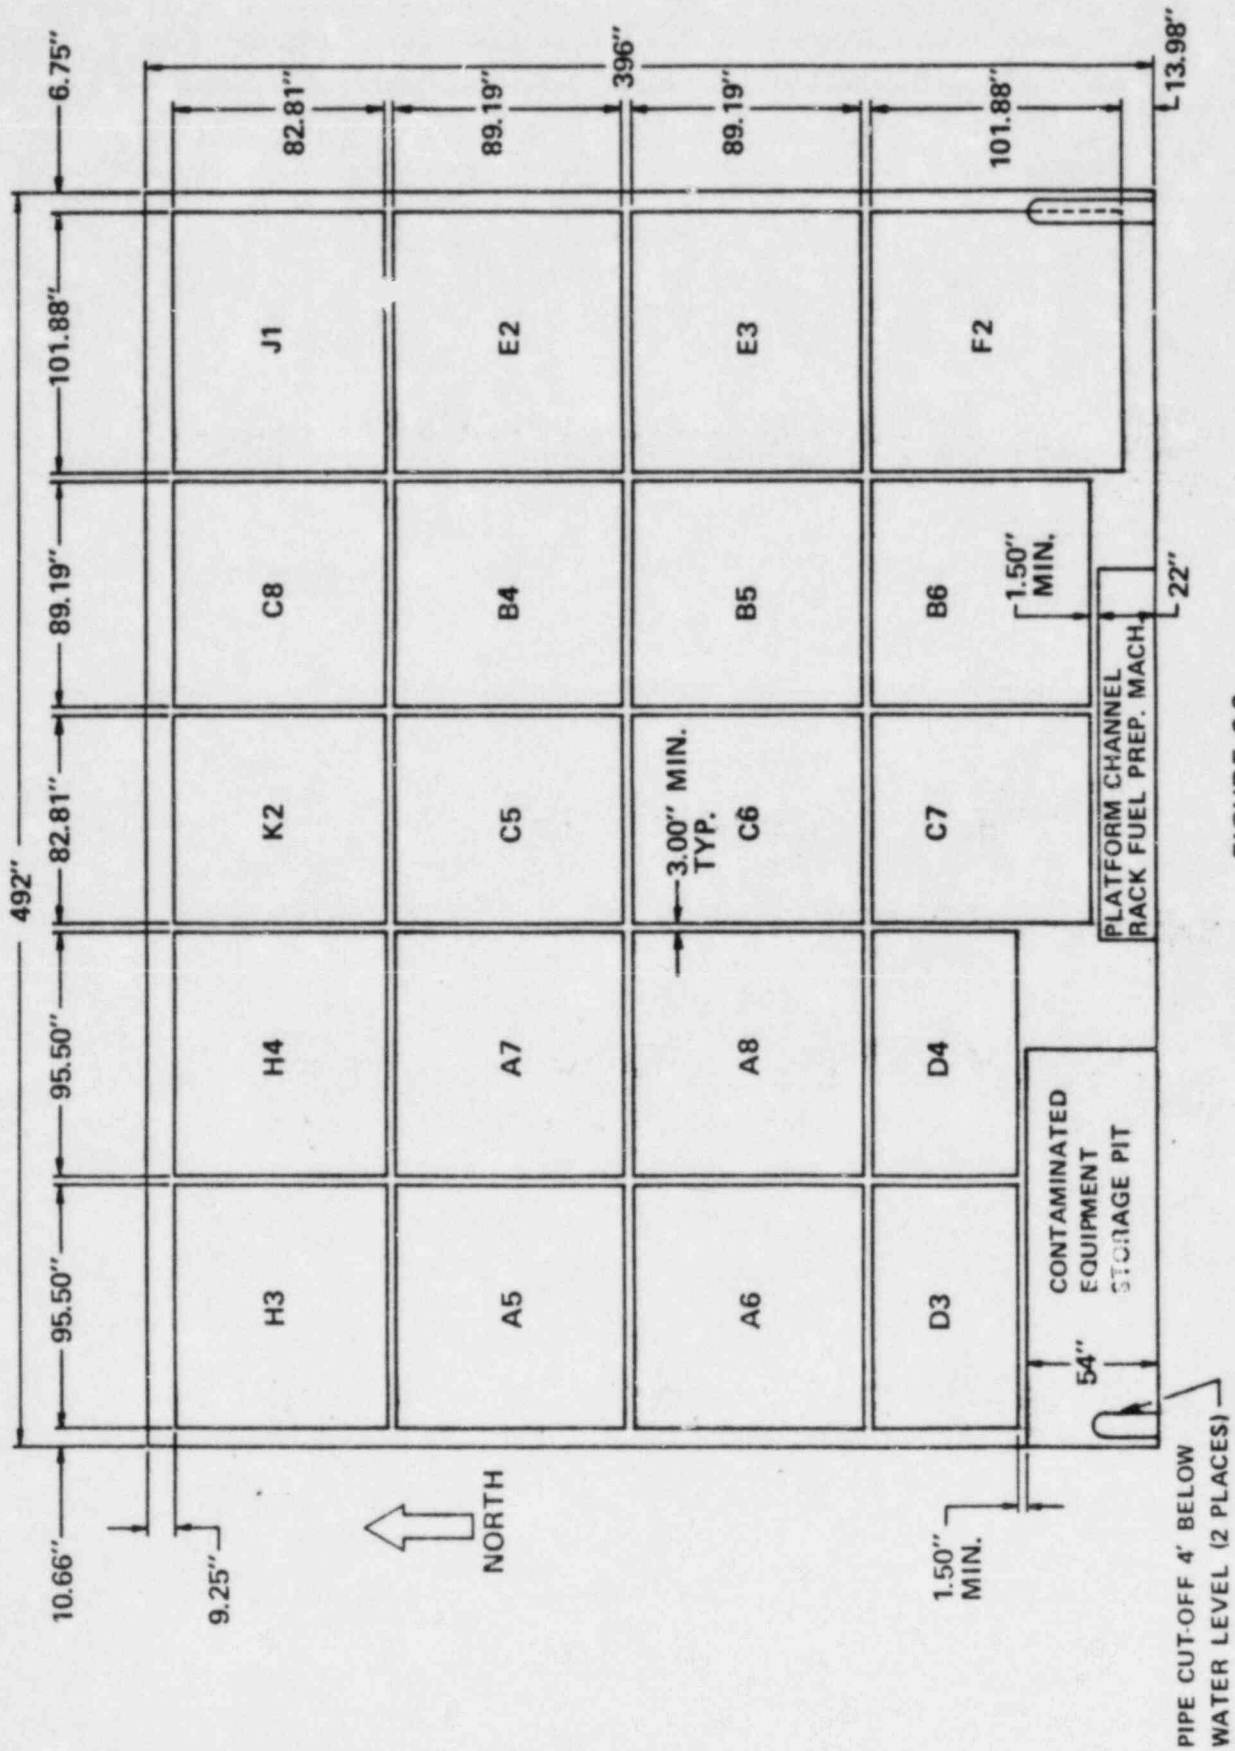 492"
10.66"
95.50"
95.50"
82.81"
89.19"
101.88"
6.75"
9.25"
H3
H4
K2
C8
J1
82.81"
396"
NORTH
A5
A7
C5
B4
E2
89.19"
3.00" MIN.
TYP.
A6
A8
C6
B5
E3
89.19"
D3
D4
C7
B6
F2
101.88"
1.50"
MIN.
1.50"
MIN.
54"
CONTAMINATED
EQUIPMENT
STORAGE PIT
PLATFORM CHANNEL
RACK FUEL PREP. MACH.
22"
13.98"
PIPE CUT-OFF 4' BELOW
WATER LEVEL (2 PLACES)